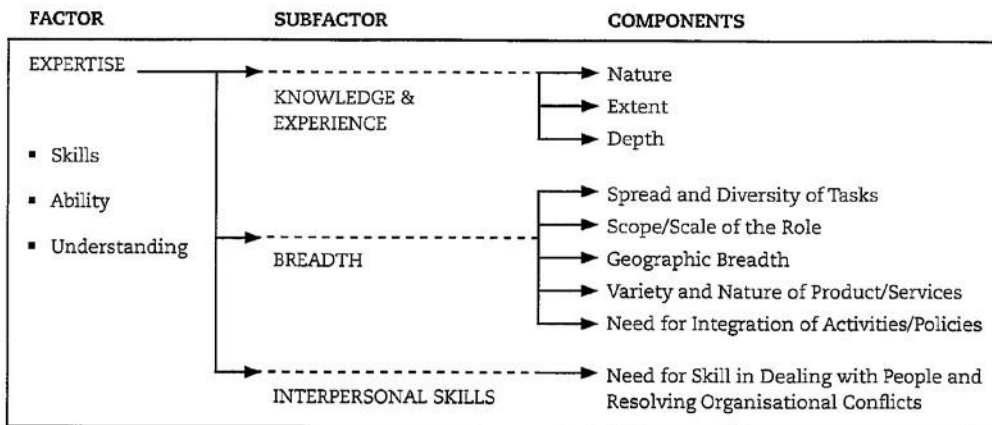 FACTOR SUBFACTOR COMPONENTS
EXPERTISE
▪ Skills
▪ Ability
▪ Understanding
KNOWLEDGE &
EXPERIENCE
Nature
Extent
Depth
BREADTH
Spread and Diversity of Tasks
Scope/Scale of the Role
Geographic Breadth
Variety and Nature of Product/Services
Need for Integration of Activities/Policies
INTERPERSONAL SKILLS
Need for Skill in Dealing with People and
Resolving Organisational Conflicts